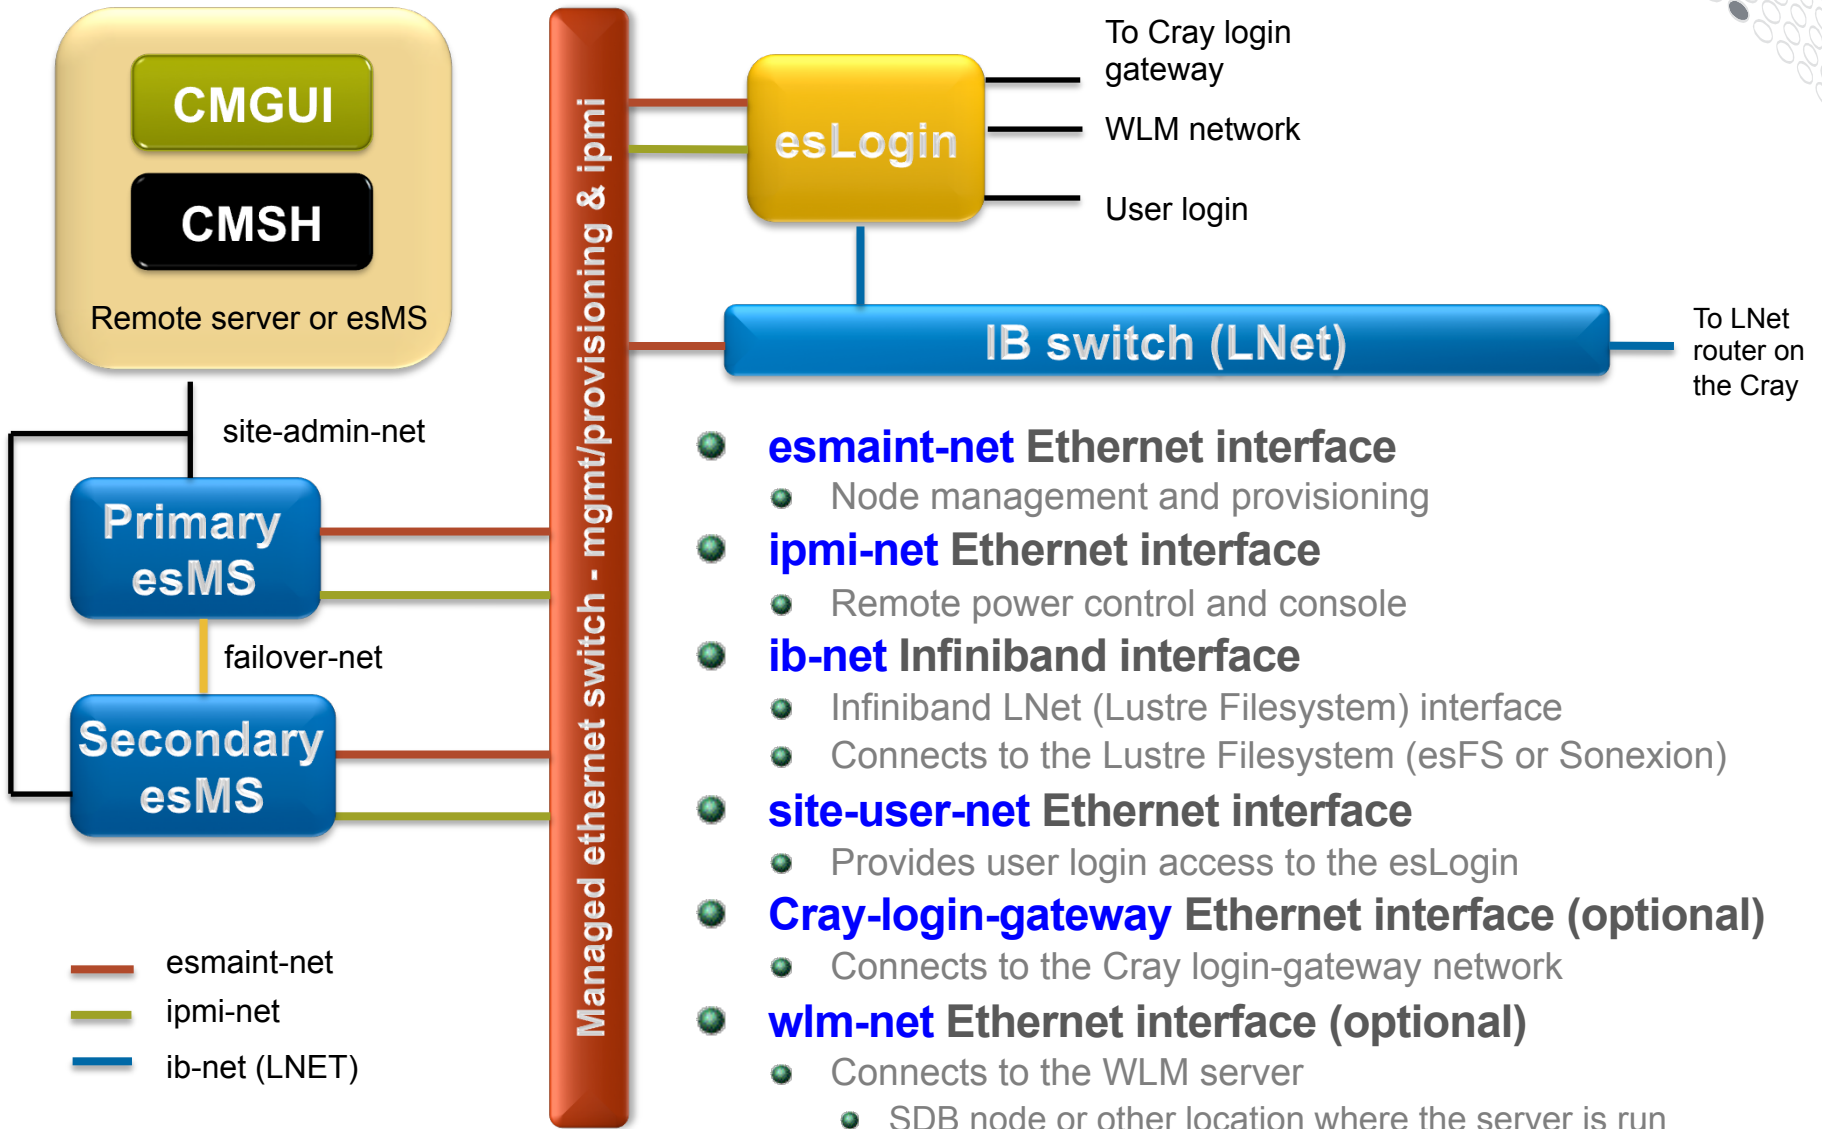 CMGUI
CMSH
Remote server or esMS
site-admin-net
Primary
esMS
failover-net
Secondary
esMS
esmaint-net
ipmi-net
ib-net (LNET)
Managed ethernet switch - mgmt/provisioning & ipmi
esLogin
To Cray login
gateway
WLM network
User login
IB switch (LNet)
To LNet
router on
the Cray
esmaint-net Ethernet interface
Node management and provisioning
ipmi-net Ethernet interface
Remote power control and console
ib-net Infiniband interface
Infiniband LNet (Lustre Filesystem) interface
Connects to the Lustre Filesystem (esFS or Sonexion)
site-user-net Ethernet interface
Provides user login access to the esLogin
Cray-login-gateway Ethernet interface (optional)
Connects to the Cray login-gateway network
wlm-net Ethernet interface (optional)
Connects to the WLM server
SDB node or other location where the server is run